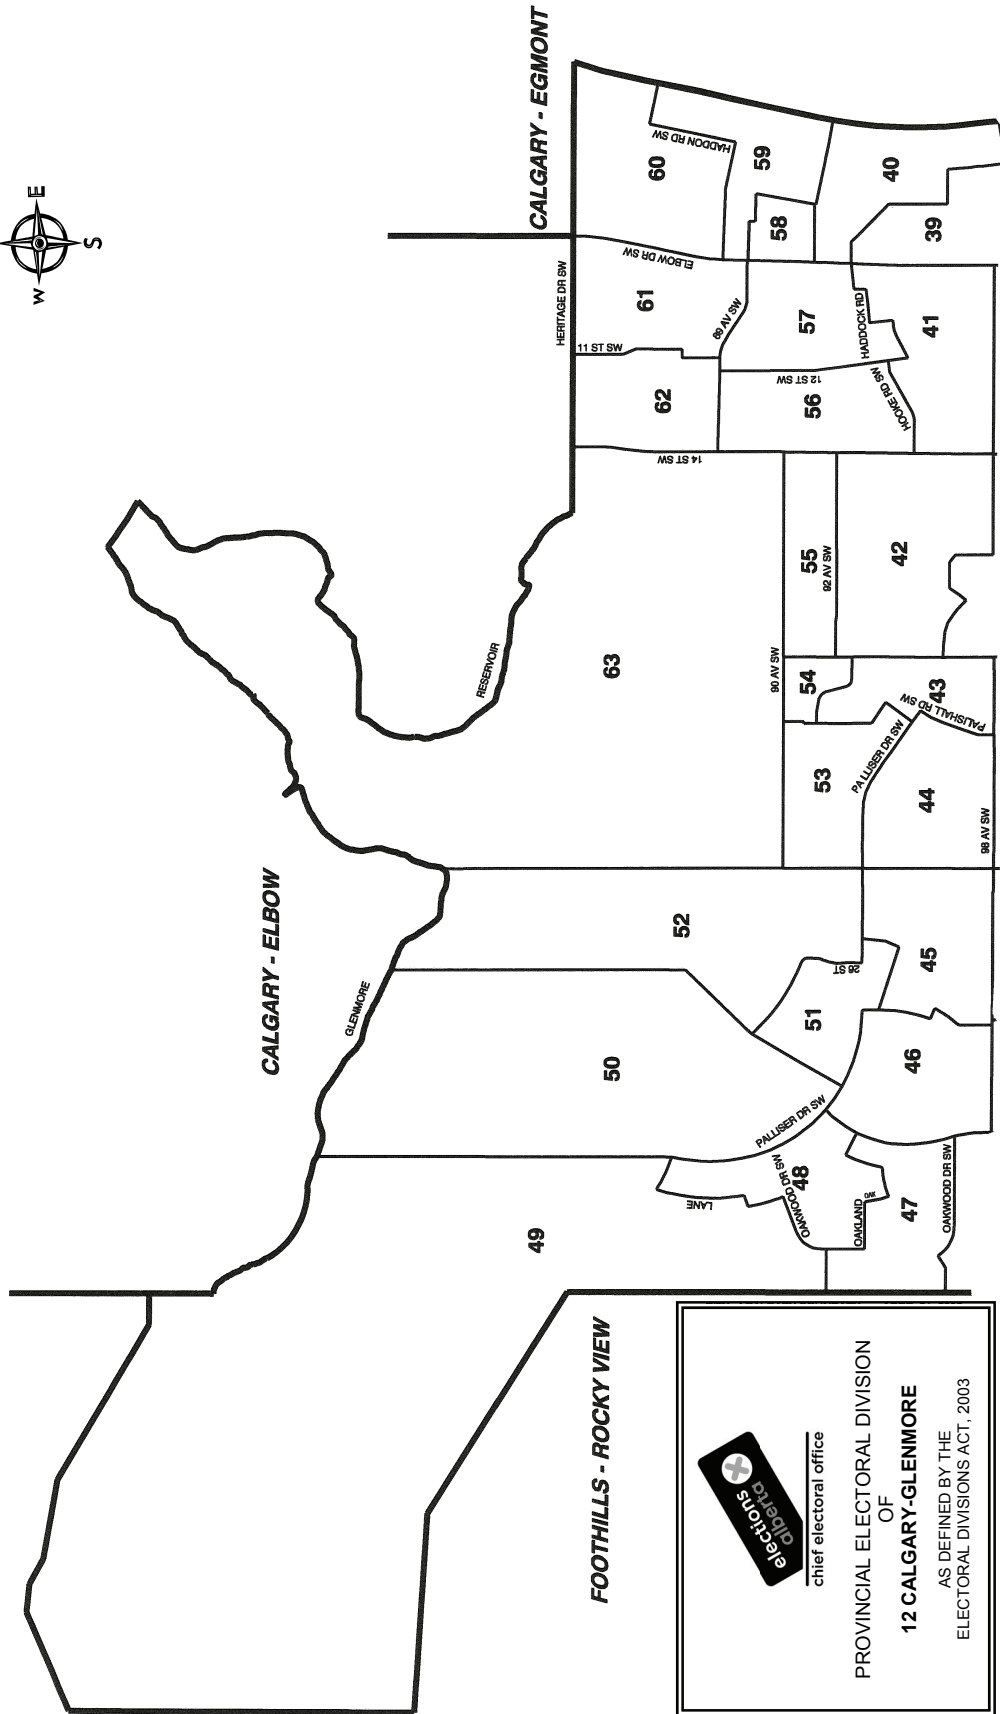 W
E
S
CALGARY - EGMONT
CALGARY - ELBOW
FOOTHILLS - ROCKY VIEW
HERITAGE DR SW
11 ST SW
ELBOW DR SW
HADDON RD SW
89 AV SW
12 ST SW
HADDOCK RD
HOOKE RD SW
14 ST SW
RESERVOIR
GLENMORE
90 AV SW
92 AV SW
PALISHALL RD SW
PALLISER DR SW
98 AV SW
26 ST
PALLISER DR SW
OAKWOOD DR SW
LANE
OAKLAND
OAK
OAKWOOD DR SW
60
59
58
40
39
61
57
41
62
56
63
55
42
54
43
53
44
52
45
51
46
50
48
47
49
elections
alberta
chief electoral office
PROVINCIAL ELECTORAL DIVISION
OF
12 CALGARY-GLENMORE
AS DEFINED BY THE
ELECTORAL DIVISIONS ACT, 2003